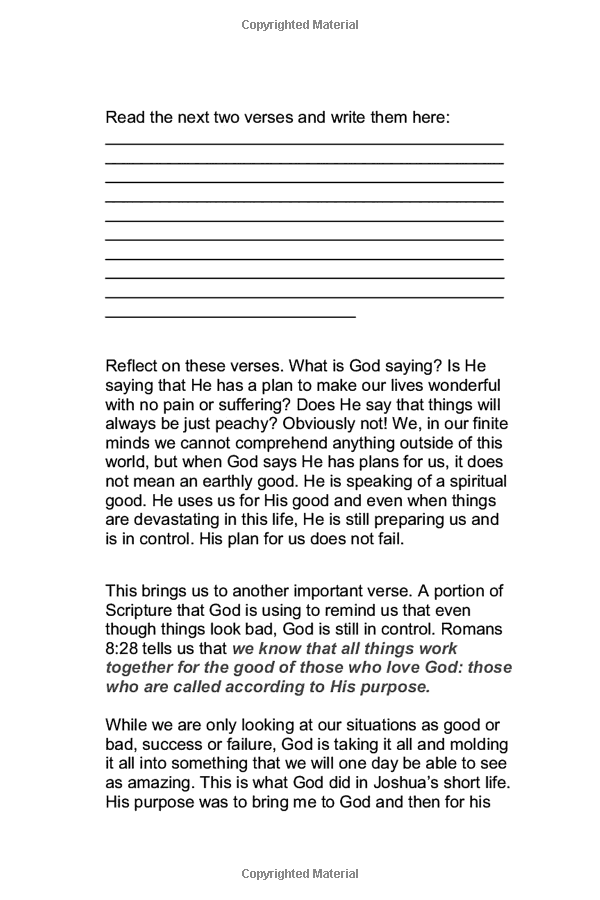 Copyrighted Material
Read the next two verses and write them here:
Reflect on these verses. What is God saying? Is He
saying that He has a plan to make our lives wonderful
with no pain or suffering? Does He say that things will
always be just peachy? Obviously not! We, in our finite
minds we cannot comprehend anything outside of this
world, but when God says He has plans for us, it does
not mean an earthly good. He is speaking of a spiritual
good. He uses us for His good and even when things
are devastating in this life, He is still preparing us and
is in control. His plan for us does not fail.
This brings us to another important verse. A portion of
Scripture that God is using to remind us that even
though things look bad, God is still in control. Romans
8:28 tells us that we know that all things work
together for the good of those who love God: those
who are called according to His purpose.
While we are only looking at our situations as good or
bad, success or failure, God is taking it all and molding
it all into something that we will one day be able to see
as amazing. This is what God did in Joshua’s short life.
His purpose was to bring me to God and then for his
Copyrighted Material